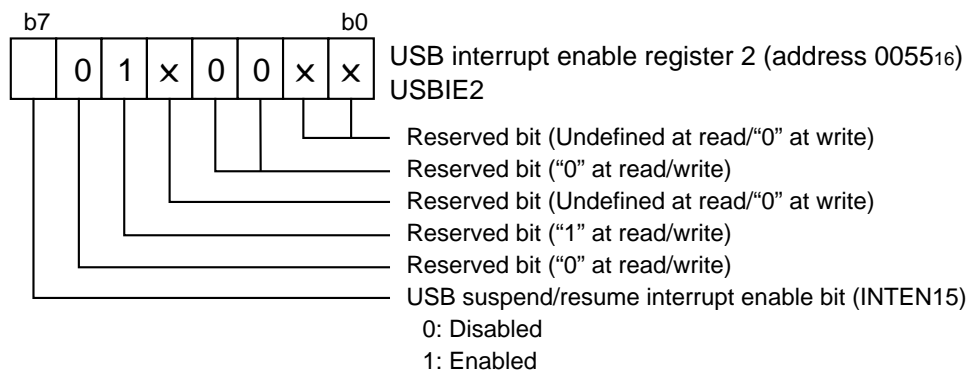 b7 b0
0 1 x 0 0 x x
USB interrupt enable register 2 (address 005516)
USBIE2
Reserved bit (Undefined at read/“0” at write)
Reserved bit (“0” at read/write)
Reserved bit (Undefined at read/“0” at write)
Reserved bit (“1” at read/write)
Reserved bit (“0” at read/write)
USB suspend/resume interrupt enable bit (INTEN15)
0: Disabled
1: Enabled